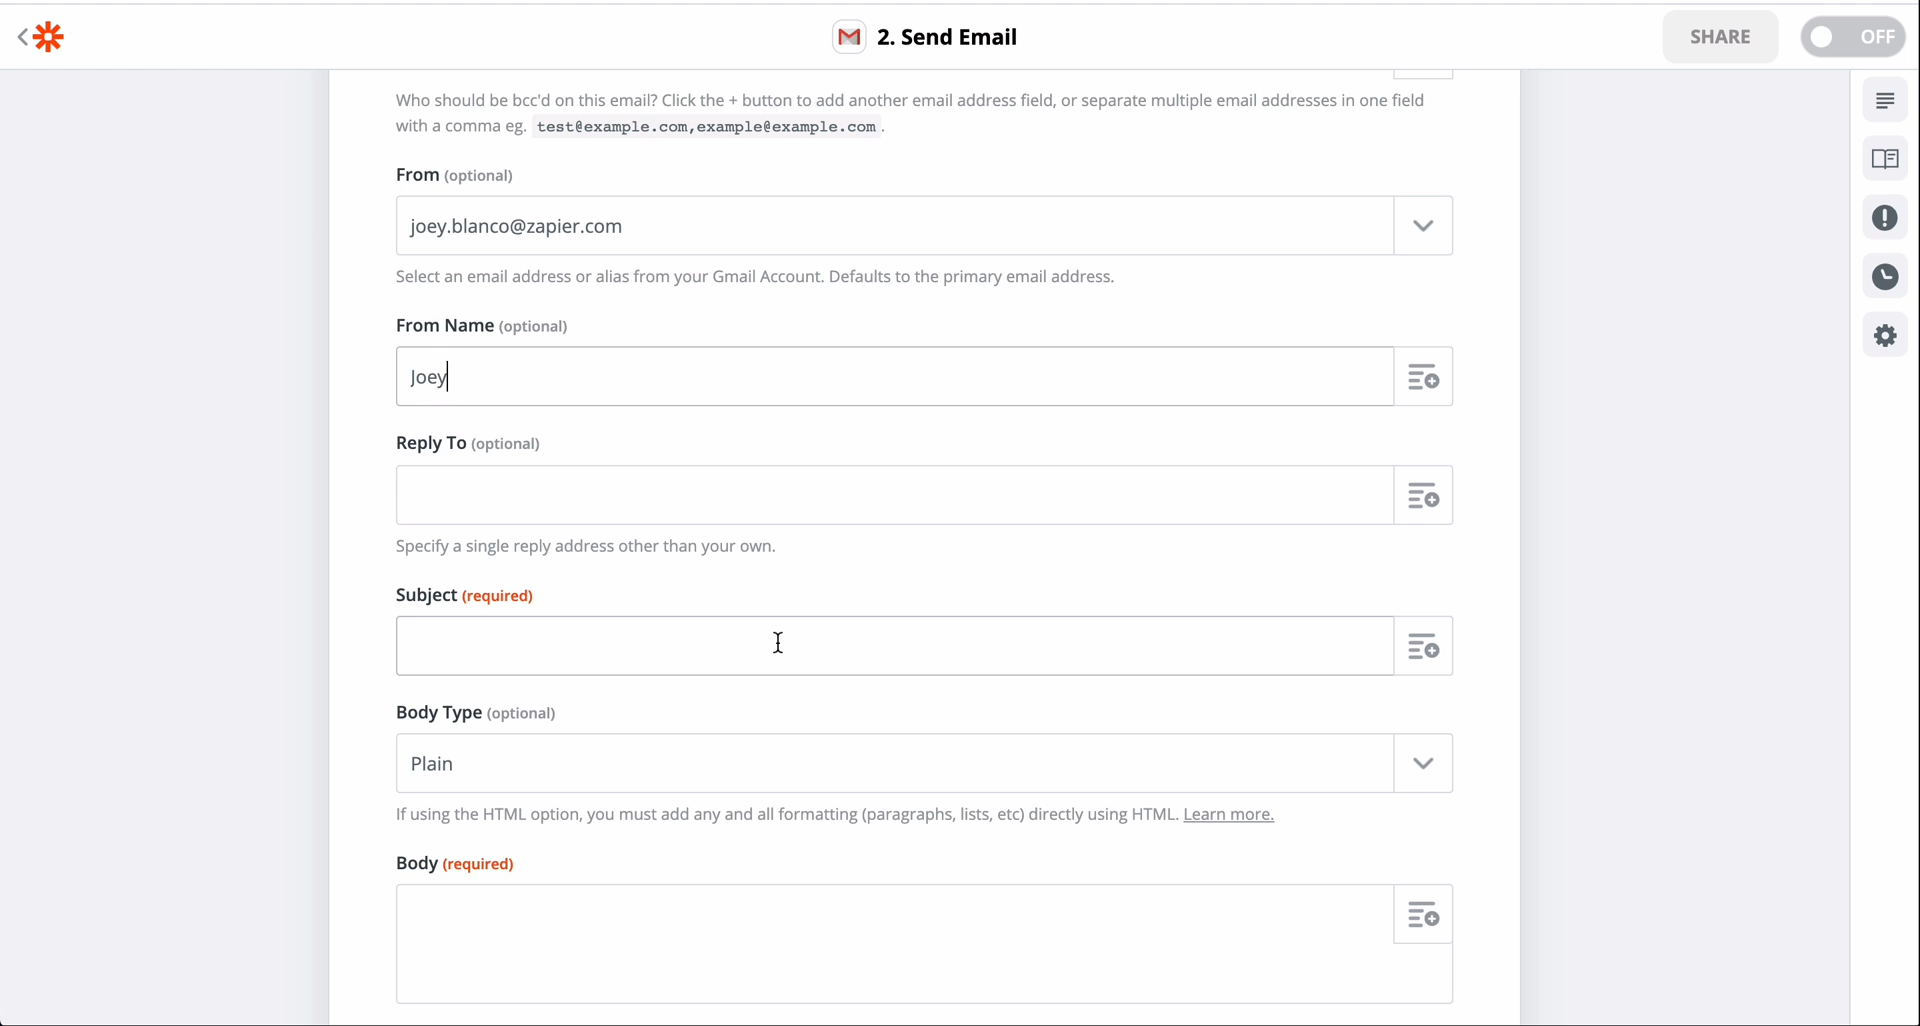 2. Send Email
SHARE
OFF
Who should be bcc'd on this email? Click the + button to add another email address field, or separate multiple email addresses in one field
with a comma eg. test@example.com,example@example.com .
From (optional)
joey.blanco@zapier.com
Select an email address or alias from your Gmail Account. Defaults to the primary email address.
From Name (optional)
Joey
Reply To (optional)
Specify a single reply address other than your own.
Subject (required)
Body Type (optional)
Plain
If using the HTML option, you must add any and all formatting (paragraphs, lists, etc) directly using HTML. Learn more.
Body (required)